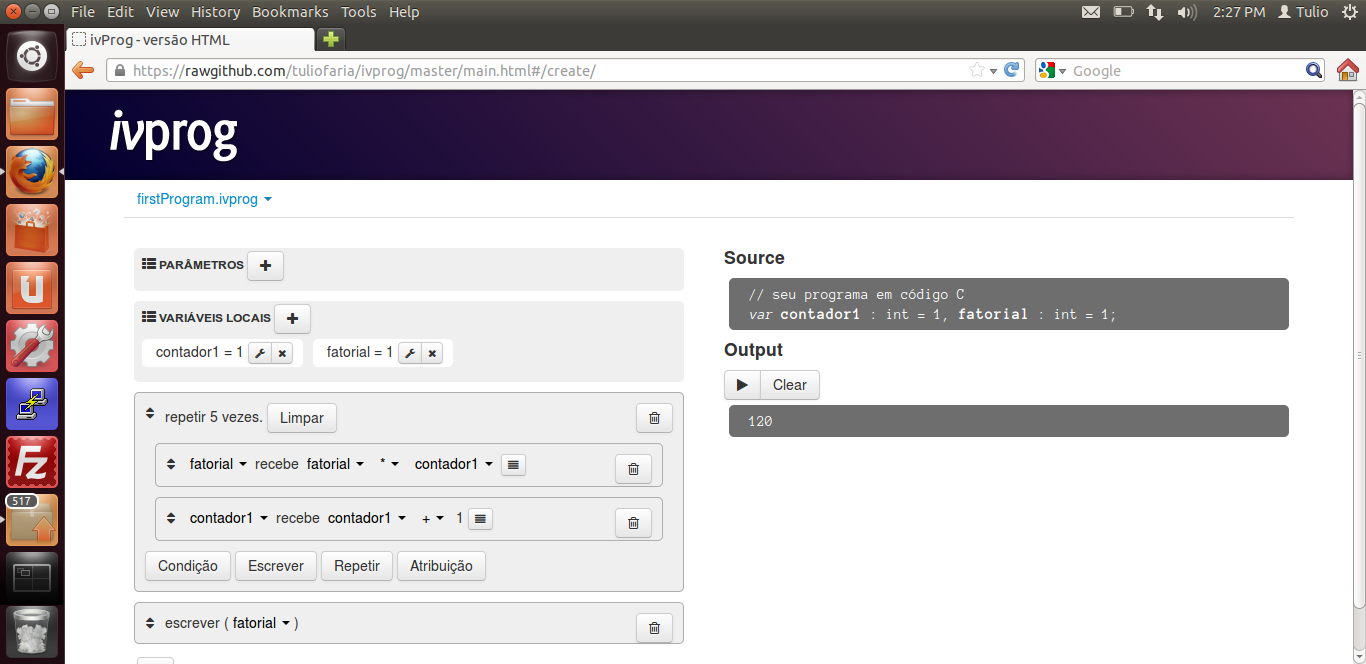 File Edit View History Bookmarks Tools Help 2:27 PM Tulio
ivProg - versão HTML
https://rawgithub.com/tuliofaria/ivprog/master/main.html#/create/ Google
ivprog
firstProgram.ivprog
PARÂMETROS
VARIÁVEIS LOCAIS
contador1 = 1 fatorial = 1
repetir 5 vezes. Limpar
fatorial recebe fatorial * contador1
contador1 recebe contador1 + 1
Condição Escrever Repetir Atribuição
escrever ( fatorial )
Source
// seu programa em código C
var contador1 : int = 1, fatorial : int = 1;
Output
Clear
120
U
Fz
517